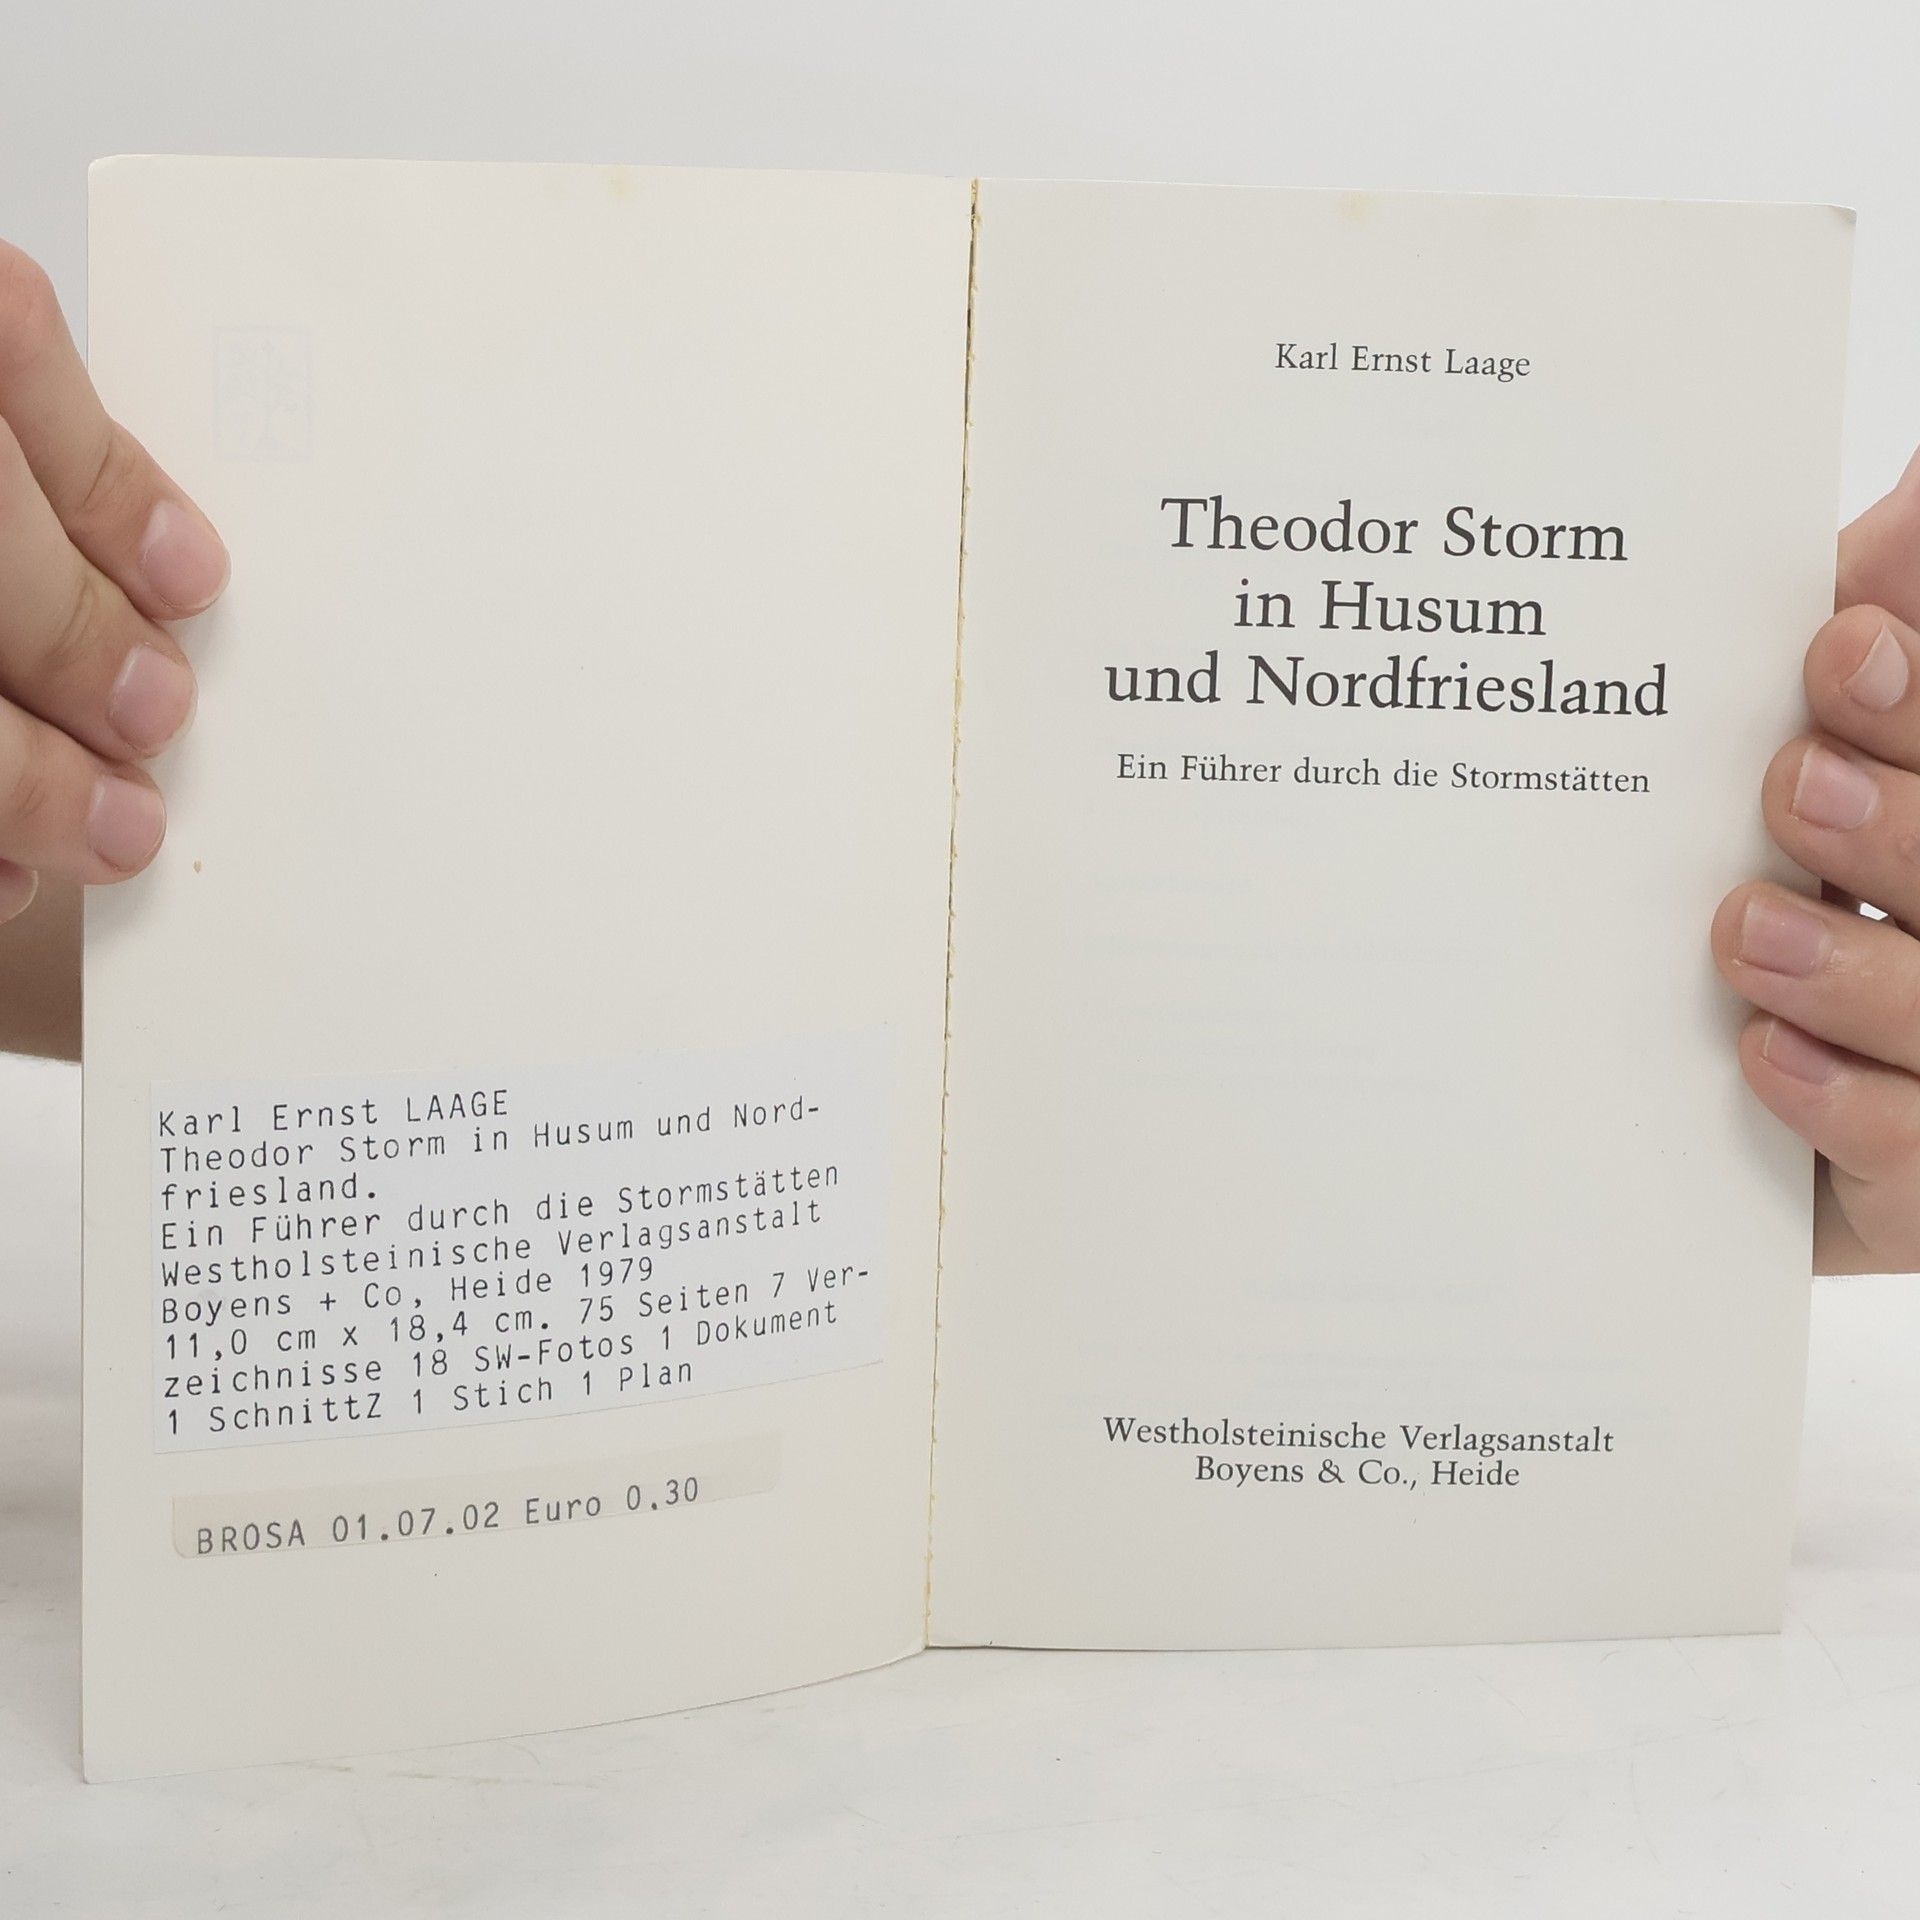 Karl Ernst LAAGE
Theodor Storm in Husum und Nord-
friesland.
Ein Führer durch die Stormstätten
Westholsteinische Verlagsanstalt
Boyens + Co, Heide 1979
11,0 cm x 18,4 cm. 75 Seiten 7 Ver-
zeichnisse 18 SW-Fotos 1 Dokument
1 SchnittZ 1 Stich 1 Plan
BROSA 01.07.02 Euro 0.30
Karl Ernst Laage
Theodor Storm
in Husum
und Nordfriesland
Ein Führer durch die Stormstätten
Westholsteinische Verlagsanstalt
Boyens & Co., Heide